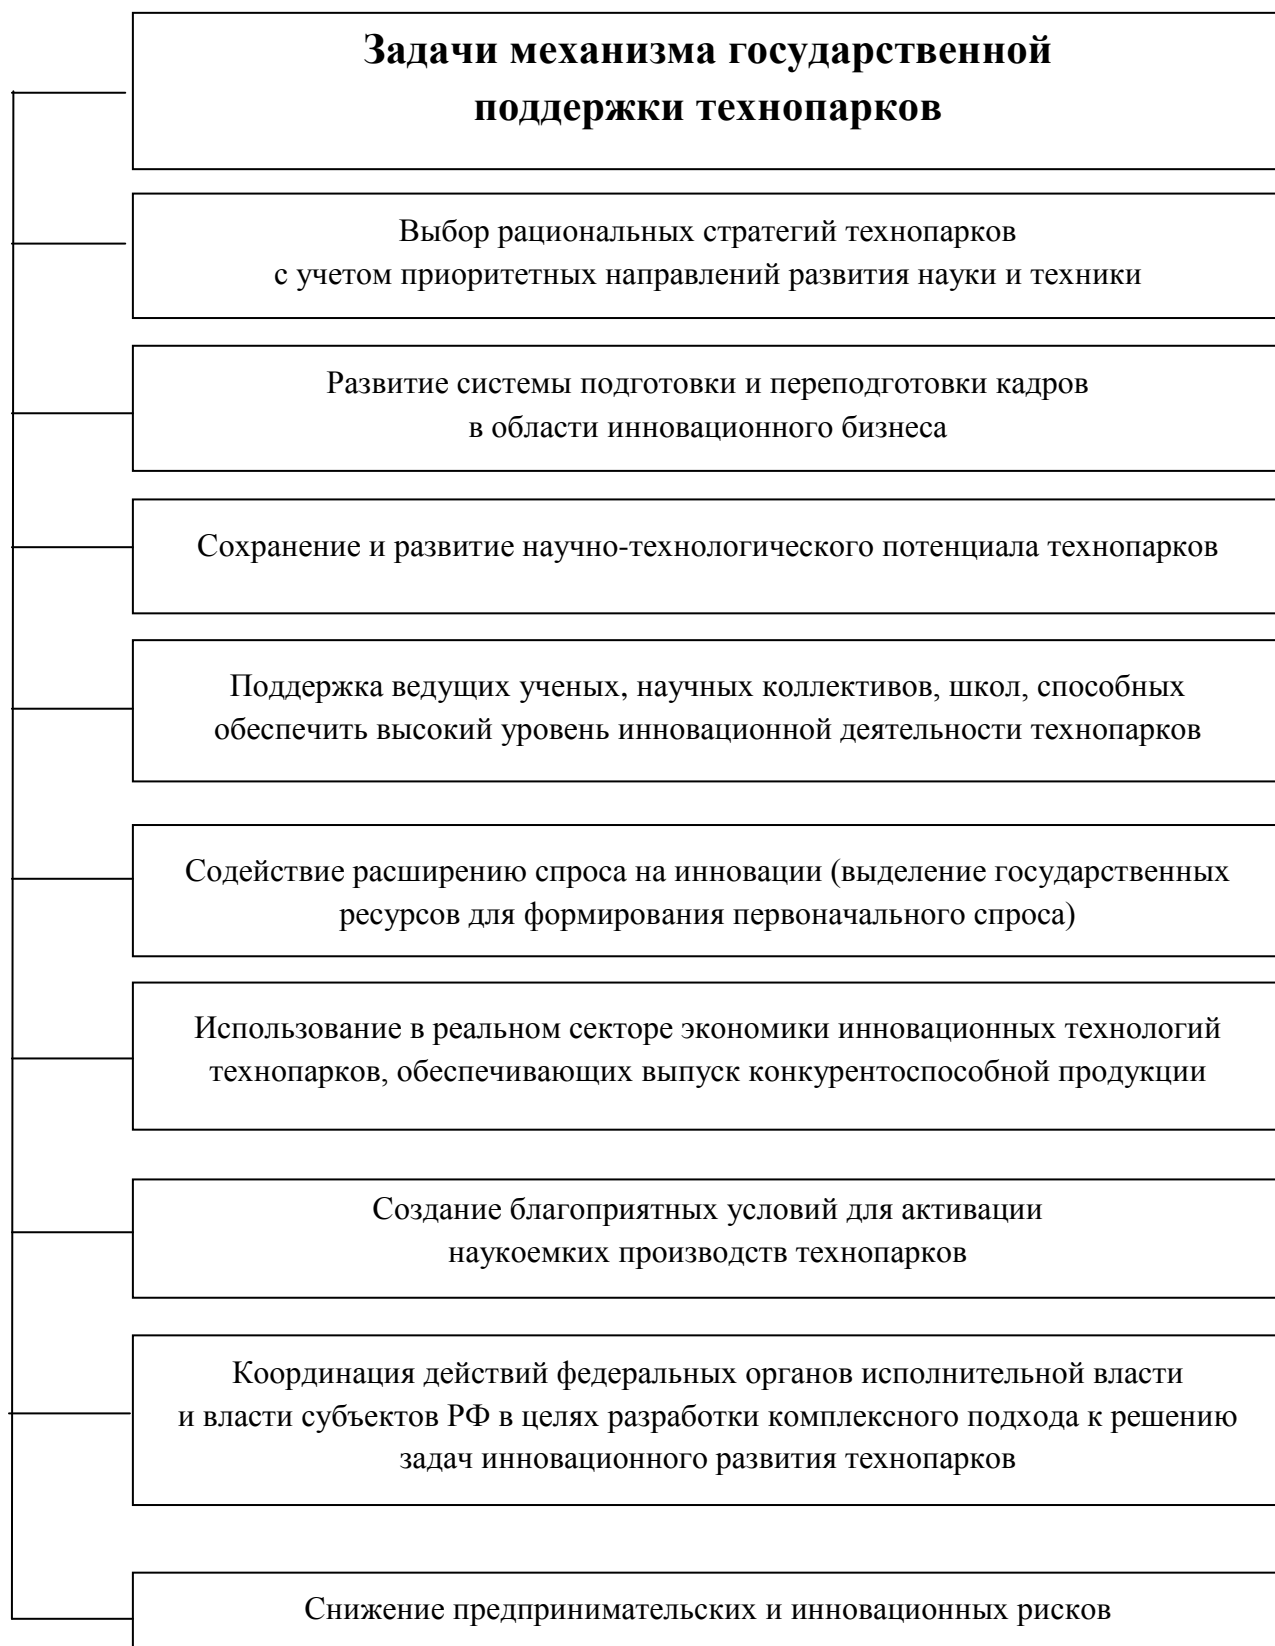 Задачи механизма государственной
поддержки технопарков
Выбор рациональных стратегий технопарков
с учетом приоритетных направлений развития науки и техники
Развитие системы подготовки и переподготовки кадров
в области инновационного бизнеса
Сохранение и развитие научно-технологического потенциала технопарков
Поддержка ведущих ученых, научных коллективов, школ, способных
обеспечить высокий уровень инновационной деятельности технопарков
Содействие расширению спроса на инновации (выделение государственных
ресурсов для формирования первоначального спроса)
Использование в реальном секторе экономики инновационных технологий
технопарков, обеспечивающих выпуск конкурентоспособной продукции
Создание благоприятных условий для активации
наукоемких производств технопарков
Координация действий федеральных органов исполнительной власти
и власти субъектов РФ в целях разработки комплексного подхода к решению
задач инновационного развития технопарков
Снижение предпринимательских и инновационных рисков